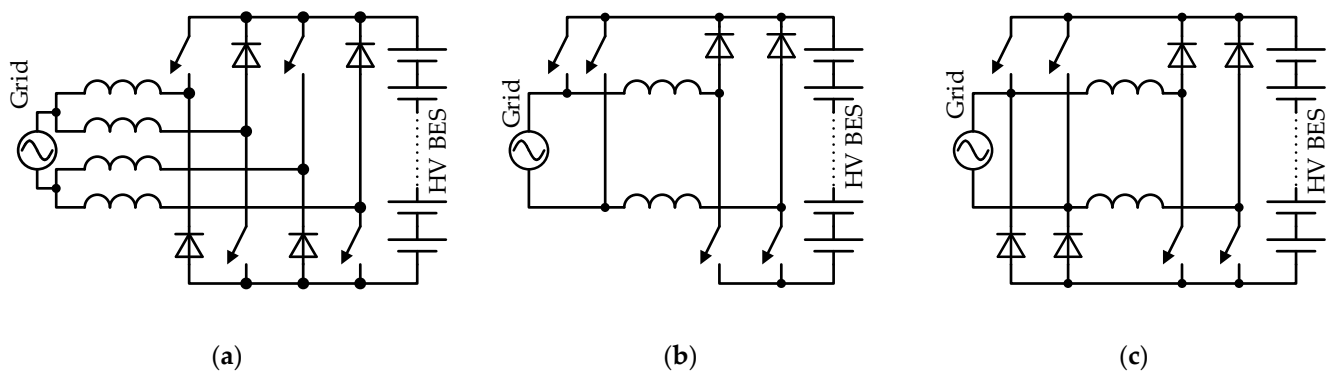 Grid
HV BES
(a)
Grid
HV BES
(b)
Grid
HV BES
(c)